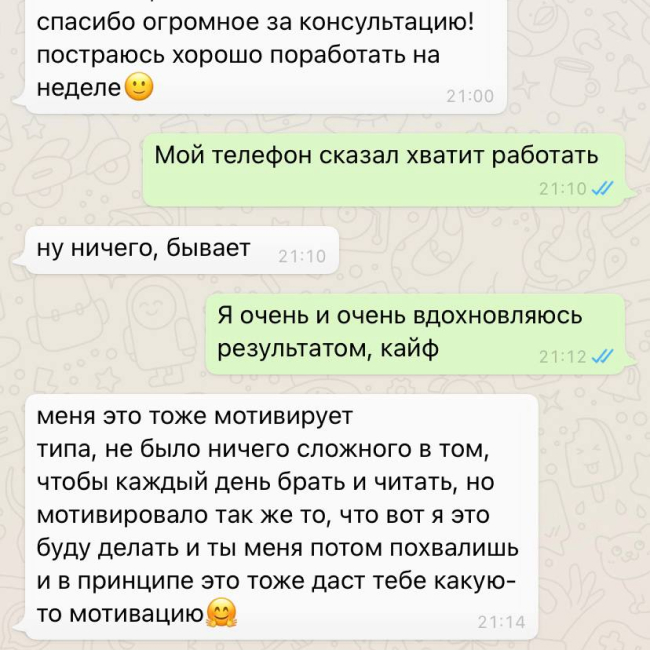 спасибо огромное за консультацию!
постраюсь хорошо поработать на
неделе🙂
21:00
Мой телефон сказал хватит работать
21:10
ну ничего, бывает
21:10
Я очень и очень вдохновляюсь
результатом, кайф
21:12
меня это тоже мотивирует
типа, не было ничего сложного в том,
чтобы каждый день брать и читать, но
мотивировало так же то, что вот я это
буду делать и ты меня потом похвалишь
и в принципе это тоже даст тебе какую-
то мотивацию🤗
21:14